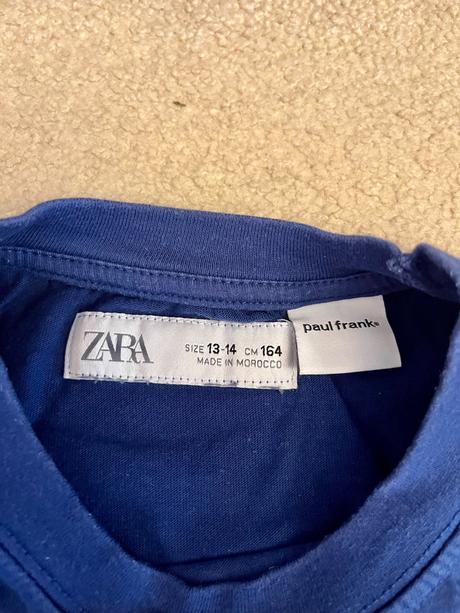 ZARA
SIZE 13-14 CM 164
MADE IN MOROCCO
paul frank®